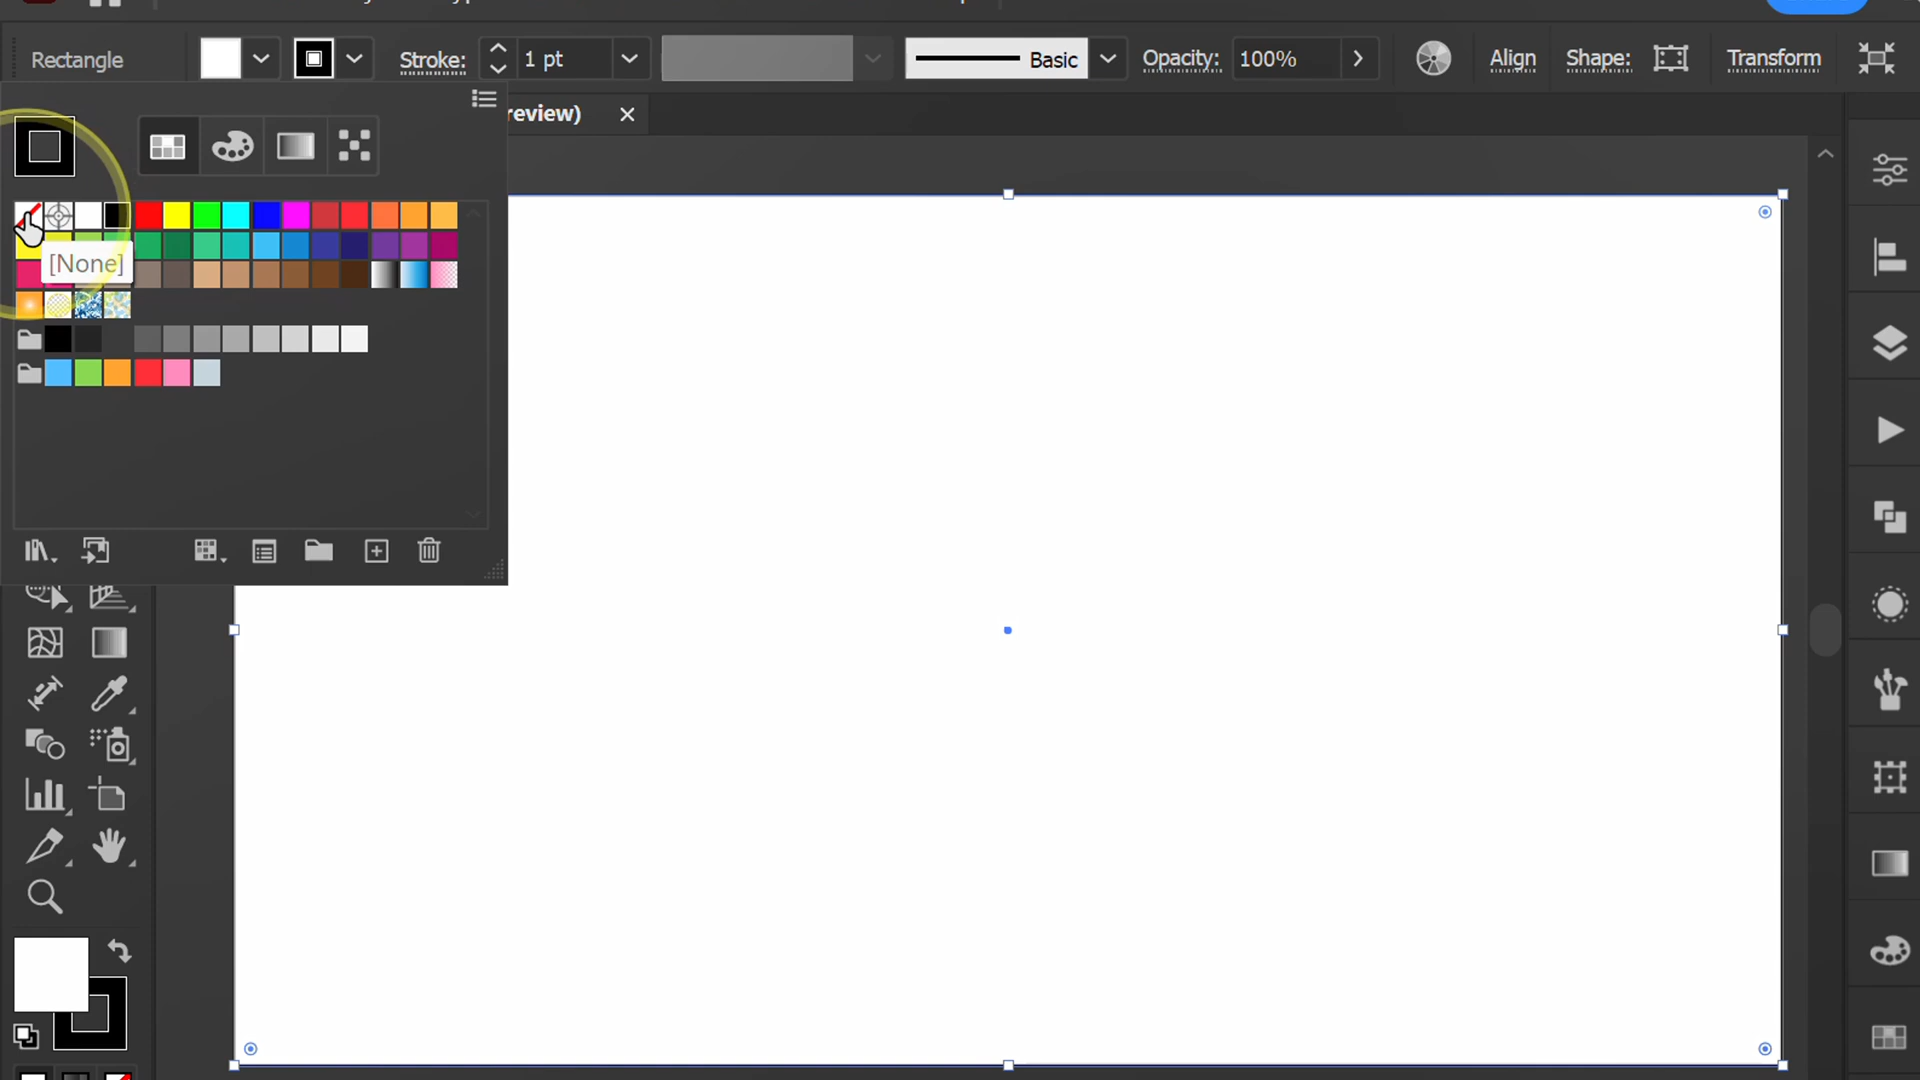 Rectangle
Stroke:
1 pt
Basic
Opacity:
100%
Align
Shape:
Transform
review)
[None]